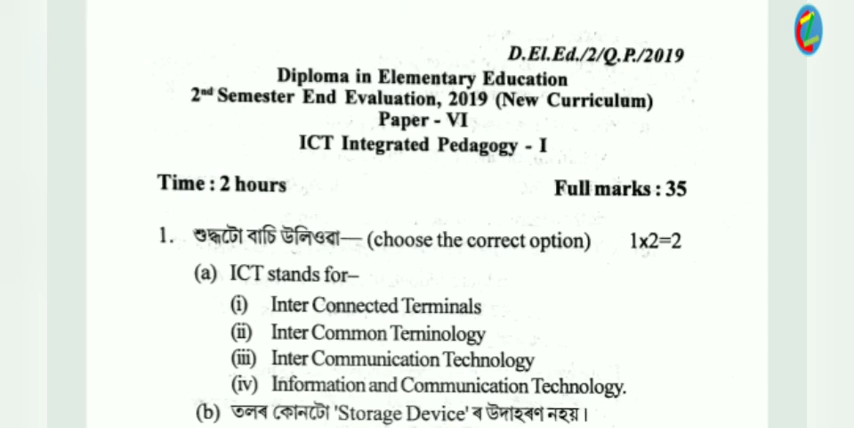 D.El.Ed./2/Q.P./2019
Diploma in Elementary Education
2nd Semester End Evaluation, 2019 (New Curriculum)
Paper - VI
ICT Integrated Pedagogy - I
Time : 2 hours Full marks : 35
1. শুদ্ধটো বাচি উলিওৱা— (choose the correct option) 1x2=2
(a) ICT stands for–
(i) Inter Connected Terminals
(ii) Inter Common Terninology
(iii) Inter Communication Technology
(iv) Information and Communication Technology.
(b) তলৰ কোনটো 'Storage Device' ৰ উদাহৰণ নহয়।